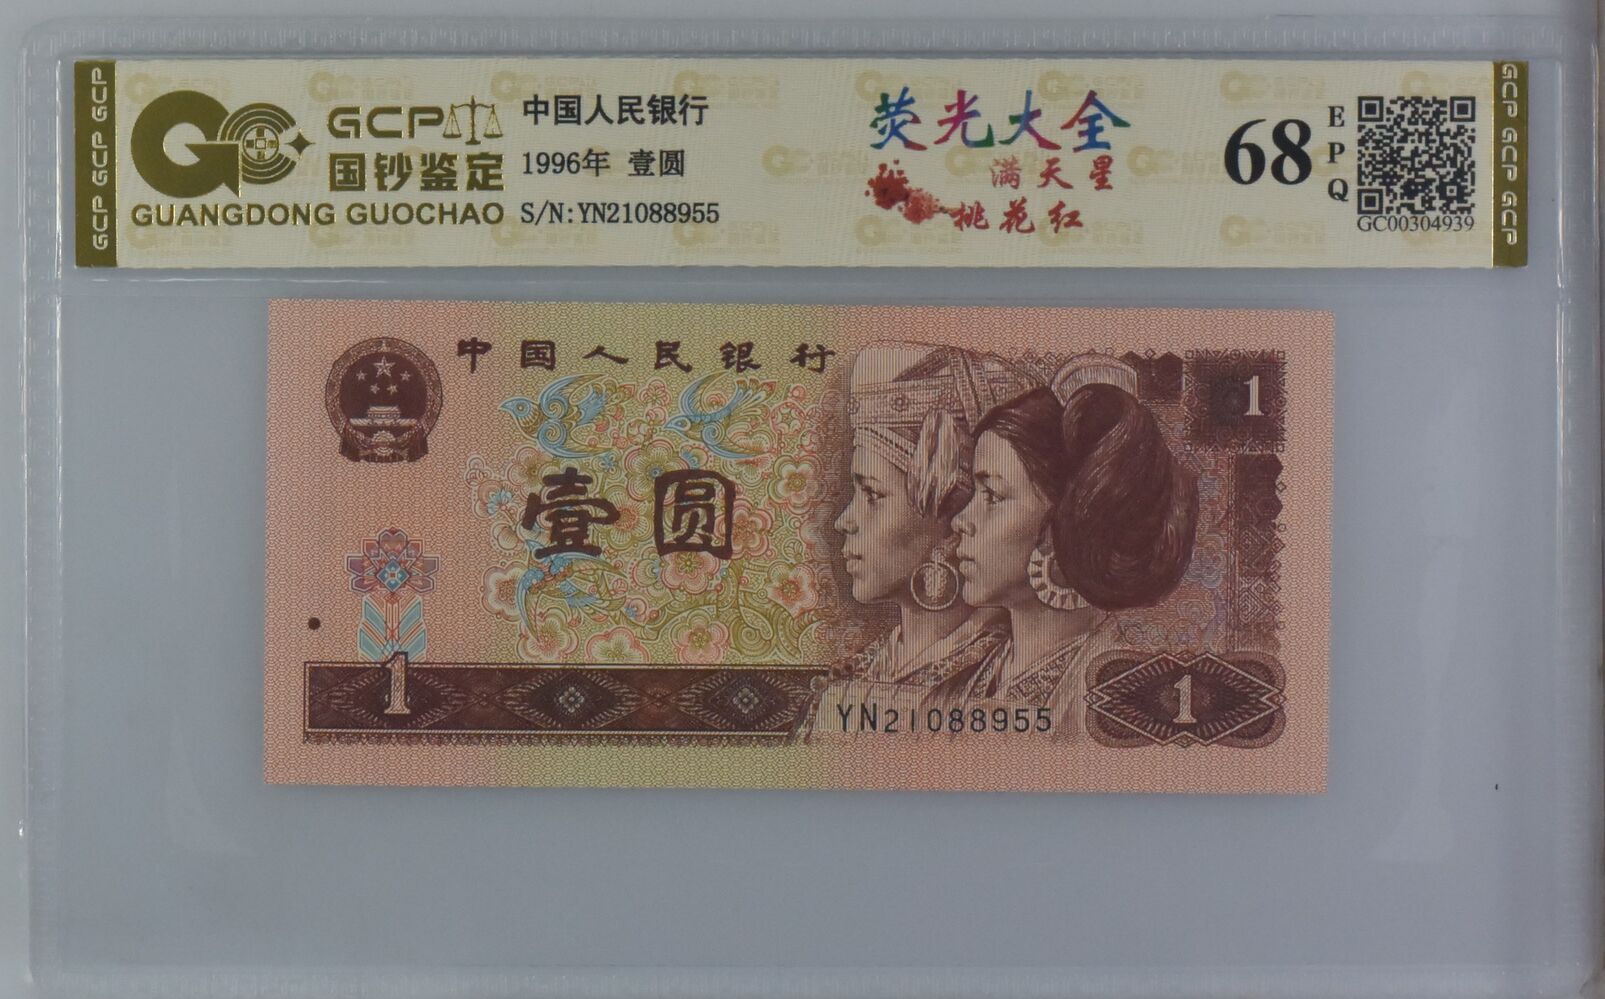 GCP GCP GCP
GCP
国钞鉴定
GUANGDONG GUOCHAO
中国人民银行
1996年 壹圆
S/N:YN21088955
荧光大全
满天星
桃花红
68
EPQ
GC00304939
GCP GCP GCP
中国人民银行
1
壹圆
1
YN21088955
1